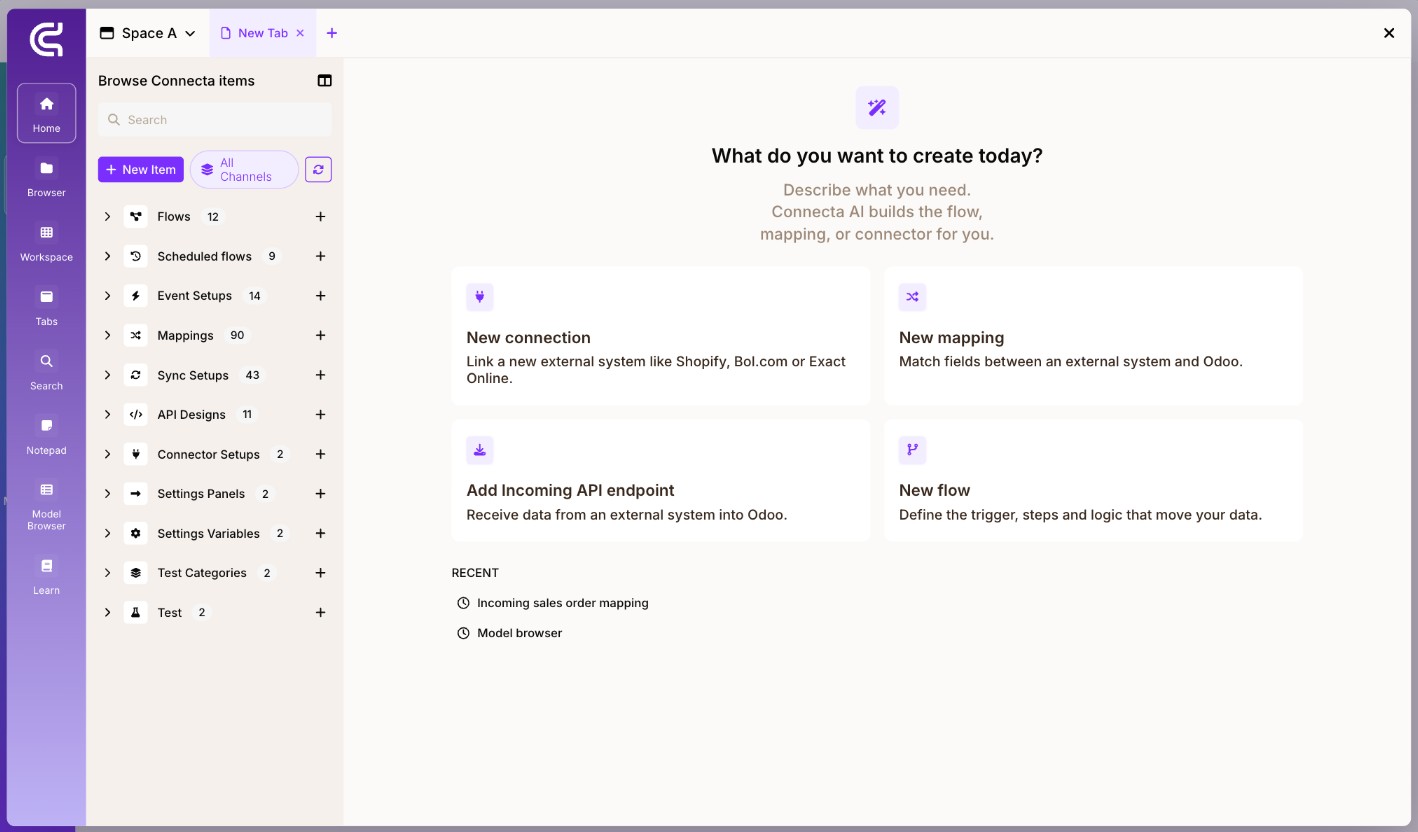 Space A
New Tab
Browse Connecta items
Search
New Item
All
Channels
Home
Browser
Workspace
Tabs
Search
Notepad
Model
Browser
Learn
Flows 12
Scheduled flows 9
Event Setups 14
Mappings 90
Sync Setups 43
API Designs 11
Connector Setups 2
Settings Panels 2
Settings Variables 2
Test Categories 2
Test 2
What do you want to create today?
Describe what you need.
Connecta AI builds the flow,
mapping, or connector for you.
New connection
Link a new external system like Shopify, Bol.com or Exact
Online.
New mapping
Match fields between an external system and Odoo.
Add Incoming API endpoint
Receive data from an external system into Odoo.
New flow
Define the trigger, steps and logic that move your data.
RECENT
Incoming sales order mapping
Model browser